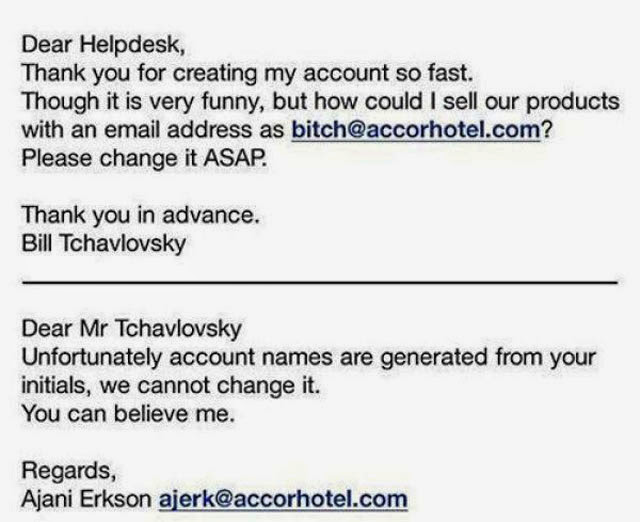 Dear Helpdesk,
Thank you for creating my account so fast.
Though it is very funny, but how could I sell our products
with an email address as bitch@accorhotel.com?
Please change it ASAP.
Thank you in advance.
Bill Tchavlovsky
Dear Mr Tchavlovsky
Unfortunately account names are generated from your
initials, we cannot change it.
You can believe me.
Regards,
Ajani Erkson ajerk@accorhotel.com